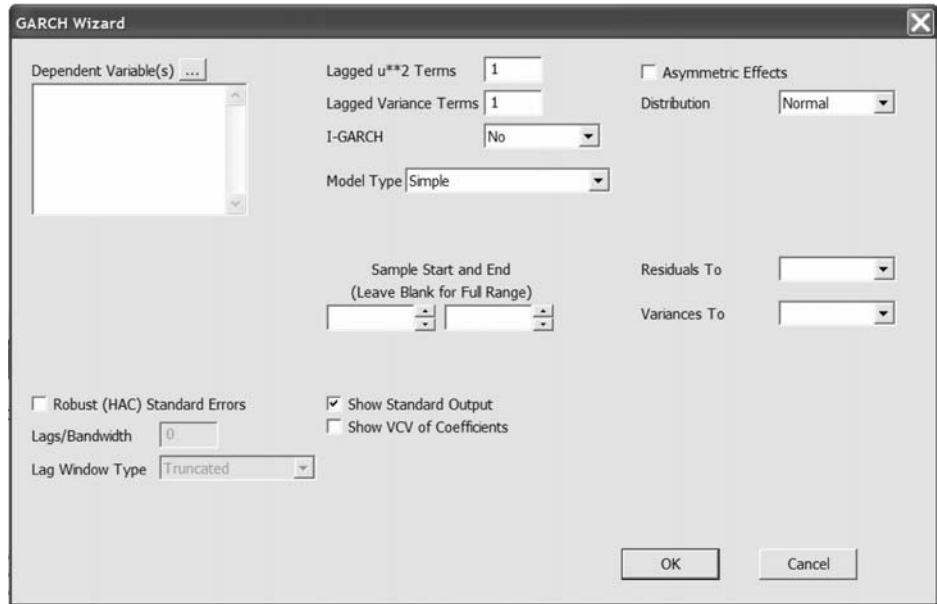 GARCH Wizard
Dependent Variable(s) ...
Lagged u**2 Terms 1
Lagged Variance Terms 1
I-GARCH No
Model Type Simple
Asymmetric Effects
Distribution Normal
Sample Start and End
(Leave Blank for Full Range)
Residuals To
Variances To
Robust (HAC) Standard Errors
Lags/Bandwidth 0
Lag Window Type Truncated
Show Standard Output
Show VCV of Coefficients
OK
Cancel